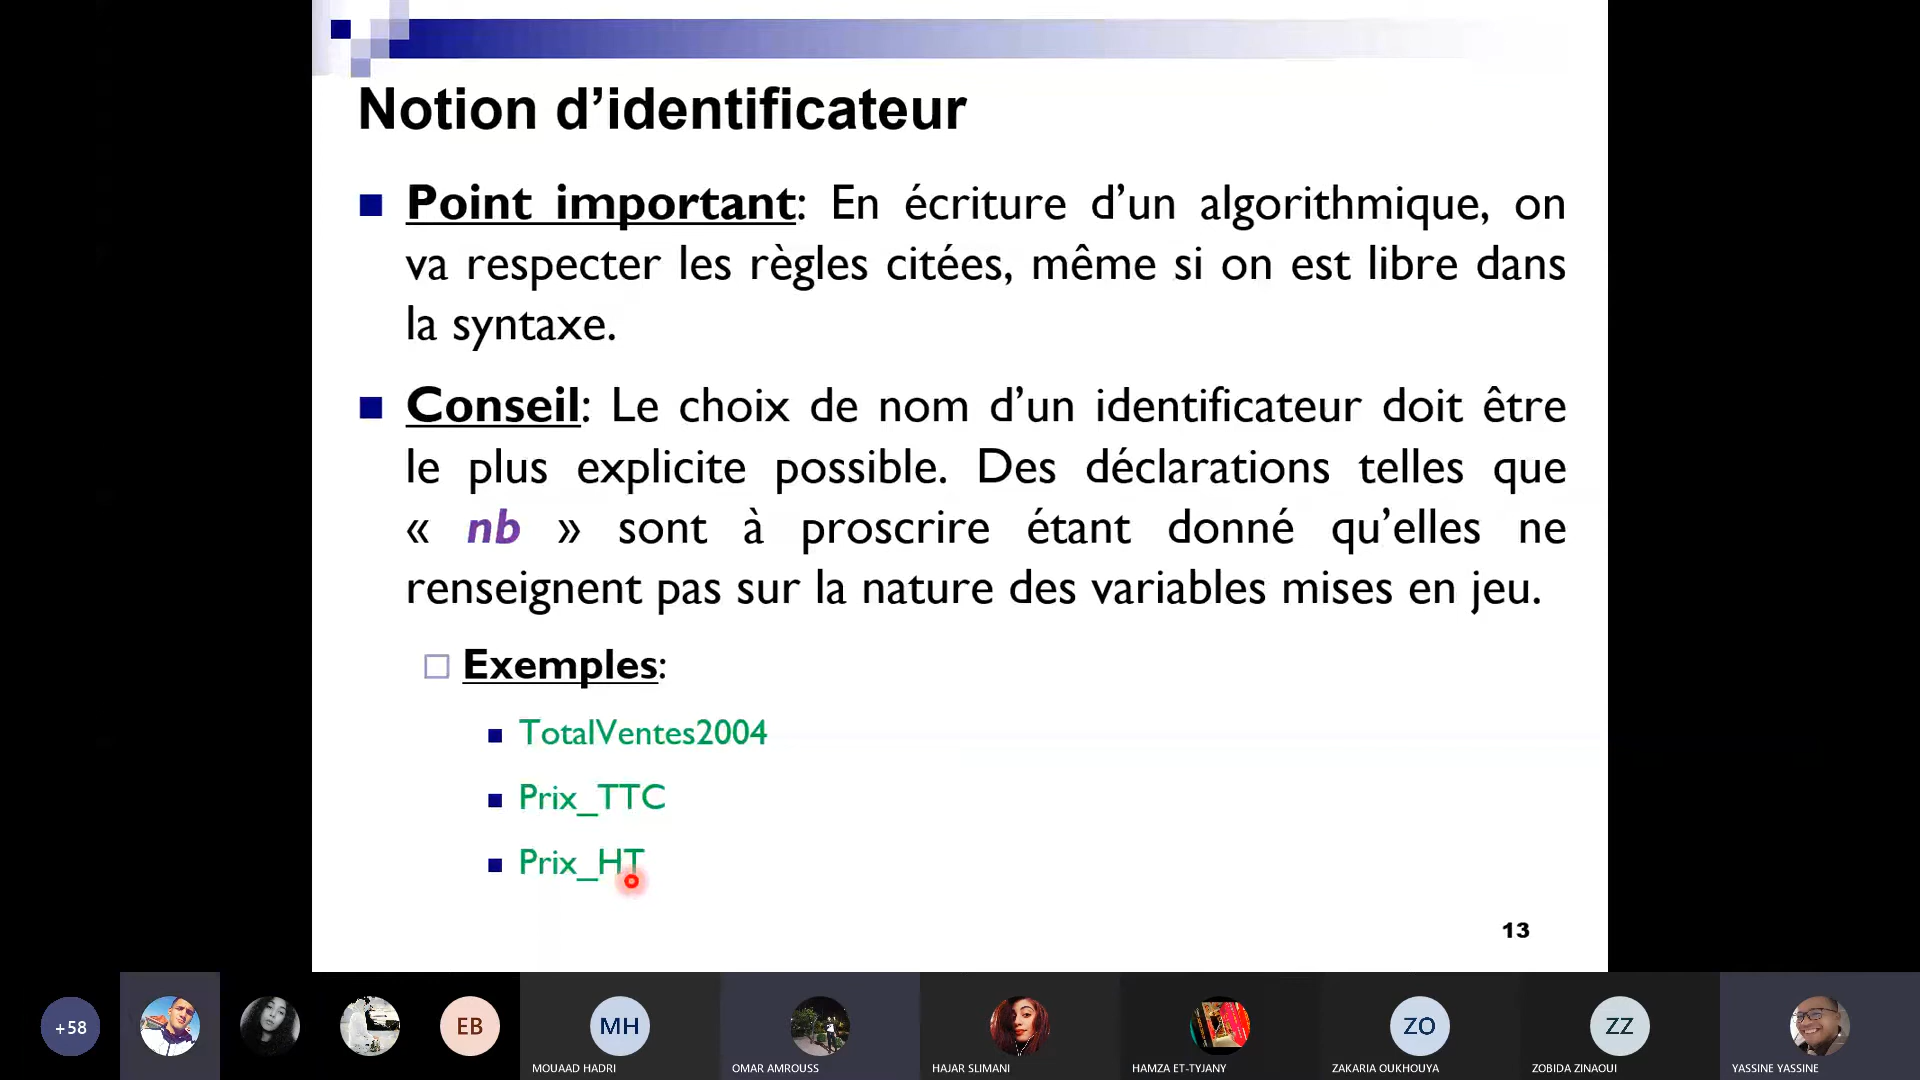 Notion d’identificateur
Point important: En écriture d’un algorithmique, on
va respecter les règles citées, même si on est libre dans
la syntaxe.
Conseil: Le choix de nom d’un identificateur doit être
le plus explicite possible. Des déclarations telles que
« nb » sont à proscrire étant donné qu’elles ne
renseignent pas sur la nature des variables mises en jeu.
Exemples:
TotalVentes2004
Prix_TTC
Prix_HT
13
+58
EB
MH
ZO
ZZ
MOUAAD HADRI
OMAR AMROUSS
HAJAR SLIMANI
HAMZA ET-TYJANY
ZAKARIA OUKHOUYA
ZOBIDA ZINAOUI
YASSINE YASSINE